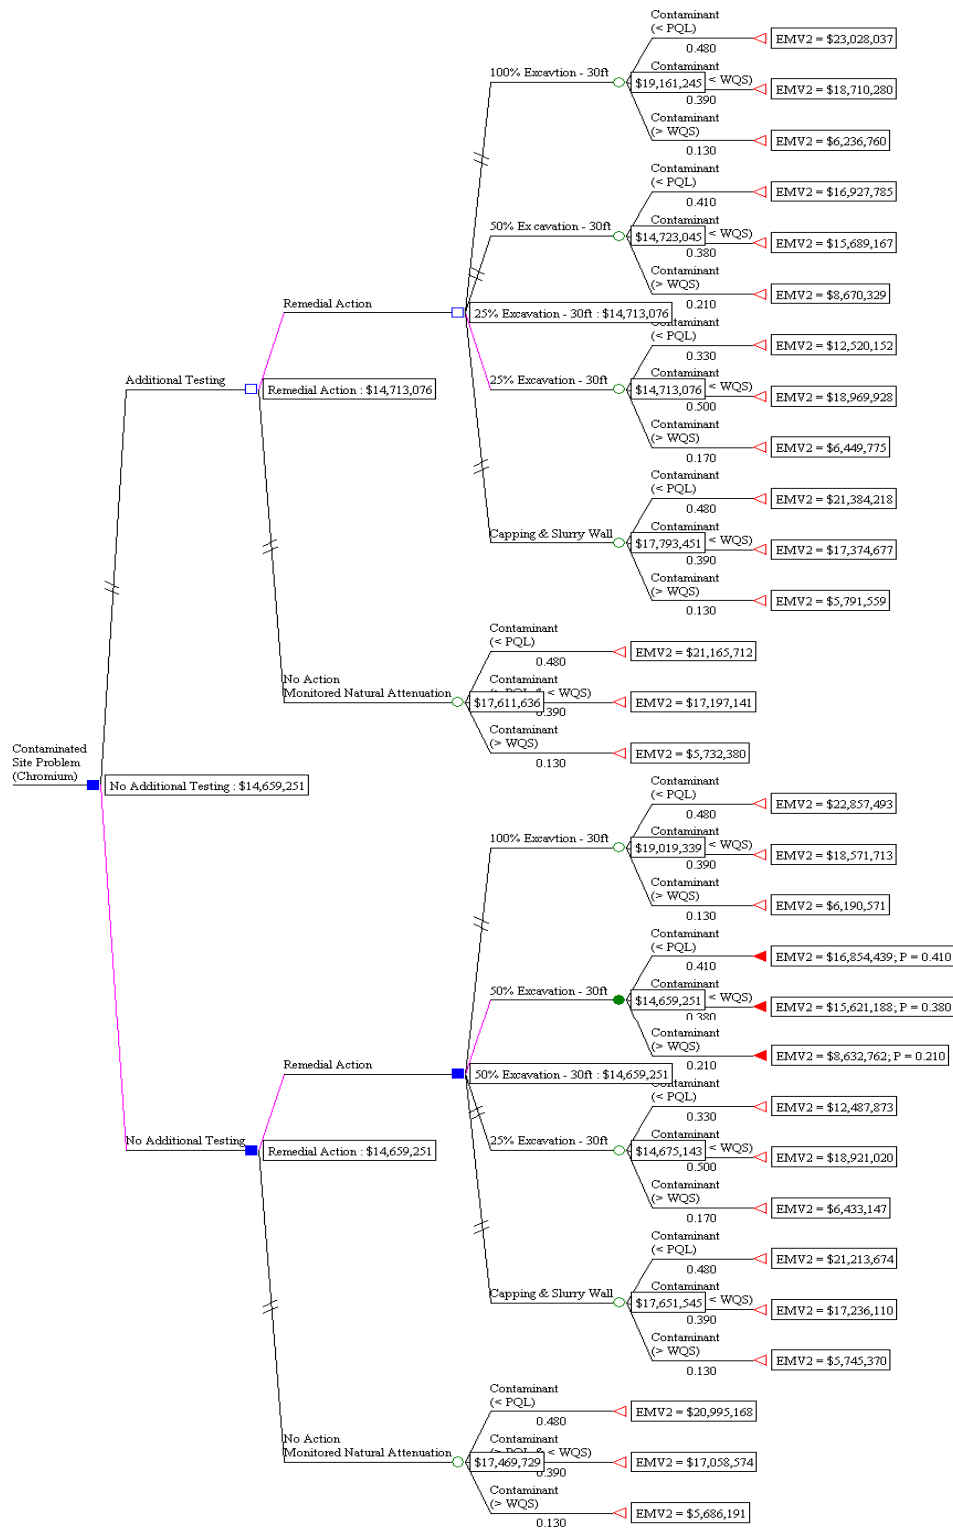 Contaminant
(< PQL)
0.480
EMV2 = $23,028,037
100% Excavtion - 30ft
$19,161,245
Contaminant
< WQS)
0.390
EMV2 = $18,710,280
Contaminant
(> WQS)
0.130
EMV2 = $6,236,760
Contaminant
(< PQL)
0.410
EMV2 = $16,927,785
50% Ex cavation - 30ft
$14,723,045
Contaminant
< WQS)
0.380
EMV2 = $15,689,167
Contaminant
(> WQS)
0.210
EMV2 = $8,670,329
Remedial Action
25% Excavation - 30ft : $14,713,076
Contaminant
(< PQL)
0.330
EMV2 = $12,520,152
Additional Testing
Remedial Action : $14,713,076
25% Excavation - 30ft
$14,713,076
Contaminant
< WQS)
0.500
EMV2 = $18,969,928
Contaminant
(> WQS)
0.170
EMV2 = $6,449,775
Contaminant
(< PQL)
0.480
EMV2 = $21,384,218
Capping & Slurry Wall
$17,793,451
Contaminant
< WQS)
0.390
EMV2 = $17,374,677
Contaminant
(> WQS)
0.130
EMV2 = $5,791,559
Contaminant
(< PQL)
0.480
EMV2 = $21,165,712
No Action
Monitored Natural Attenuation
$17,611,636
Contaminant
(> PQL & < WQS)
0.390
EMV2 = $17,197,141
Contaminant
(> WQS)
0.130
EMV2 = $5,732,380
Contaminated
Site Problem
(Chromium)
No Additional Testing : $14,659,251
Contaminant
(< PQL)
0.480
EMV2 = $22,857,493
100% Excavtion - 30ft
$19,019,339
Contaminant
< WQS)
0.390
EMV2 = $18,571,713
Contaminant
(> WQS)
0.130
EMV2 = $6,190,571
Contaminant
(< PQL)
0.410
EMV2 = $16,854,439; P = 0.410
50% Excavation - 30ft
$14,659,251
Contaminant
< WQS)
0.380
EMV2 = $15,621,188; P = 0.380
Contaminant
(> WQS)
0.210
EMV2 = $8,632,762; P = 0.210
Remedial Action
50% Excavation - 30ft : $14,659,251
Contaminant
(< PQL)
0.330
EMV2 = $12,487,873
No Additional Testing
Remedial Action : $14,659,251
25% Excavation - 30ft
$14,675,143
Contaminant
< WQS)
0.500
EMV2 = $18,921,020
Contaminant
(> WQS)
0.170
EMV2 = $6,433,147
Contaminant
(< PQL)
0.480
EMV2 = $21,213,674
Capping & Slurry Wall
$17,651,545
Contaminant
< WQS)
0.390
EMV2 = $17,236,110
Contaminant
(> WQS)
0.130
EMV2 = $5,745,370
Contaminant
(< PQL)
0.480
EMV2 = $20,995,168
No Action
Monitored Natural Attenuation
$17,469,729
Contaminant
(> PQL & < WQS)
0.390
EMV2 = $17,058,574
Contaminant
(> WQS)
0.130
EMV2 = $5,686,191